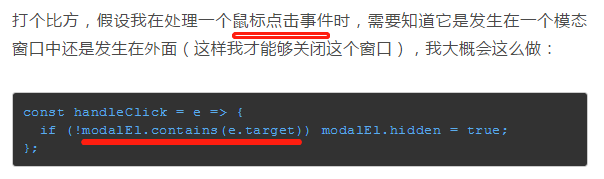 打个比方，假设我在处理一个鼠标点击事件时，需要知道它是发生在一个模态
窗口中还是发生在外面（这样我才能够关闭这个窗口），我大概会这么做：
const handleClick = e => {
  if (!modalEl.contains(e.target)) modalEl.hidden = true;
};